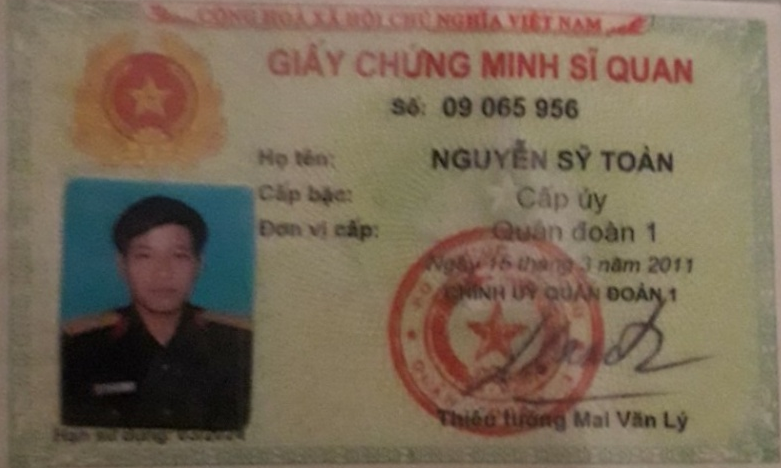 CỘNG HOÀ XÃ HỘI CHỦ NGHĨA VIỆT NAM
GIẤY CHỨNG MINH SĨ QUAN
Số: 09 065 956
Họ tên: NGUYỄN SỸ TOÀN
Cấp bậc: Cấp úy
Đơn vị cấp: Quân đoàn 1
Ngày 16 tháng 3 năm 2011
CHÍNH UỶ QUÂN ĐOÀN 1
Thiếu tướng Mai Văn Lý
Hạn sử dụng: